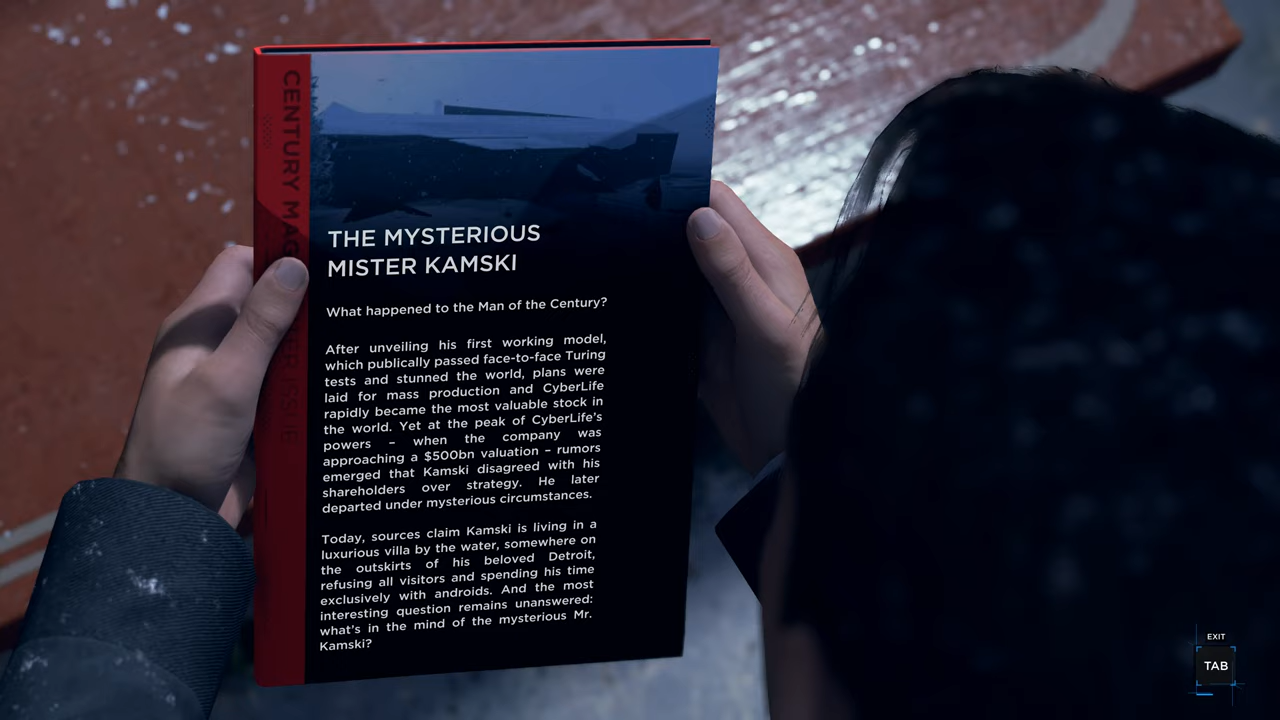 CENTURY MAG
THE MYSTERIOUS
MISTER KAMSKI
What happened to the Man of the Century?
After unveiling his first working model,
which publically passed face-to-face Turing
tests and stunned the world, plans were
laid for mass production and CyberLife
rapidly became the most valuable stock in
the world. Yet at the peak of CyberLife's
powers – when the company was
approaching a $500bn valuation – rumors
emerged that Kamski disagreed with his
shareholders over strategy. He later
departed under mysterious circumstances.
Today, sources claim Kamski is living in a
luxurious villa by the water, somewhere on
the outskirts of his beloved Detroit,
refusing all visitors and spending his time
exclusively with androids. And the most
interesting question remains unanswered:
what's in the mind of the mysterious Mr.
Kamski?
EXIT
TAB